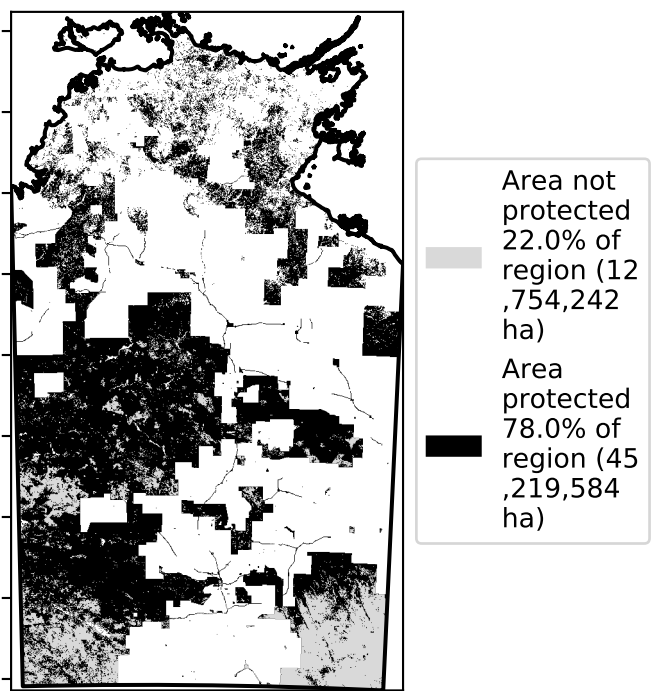 Area not
protected
22.0% of
region (12
,754,242
ha)
Area
protected
78.0% of
region (45
,219,584
ha)